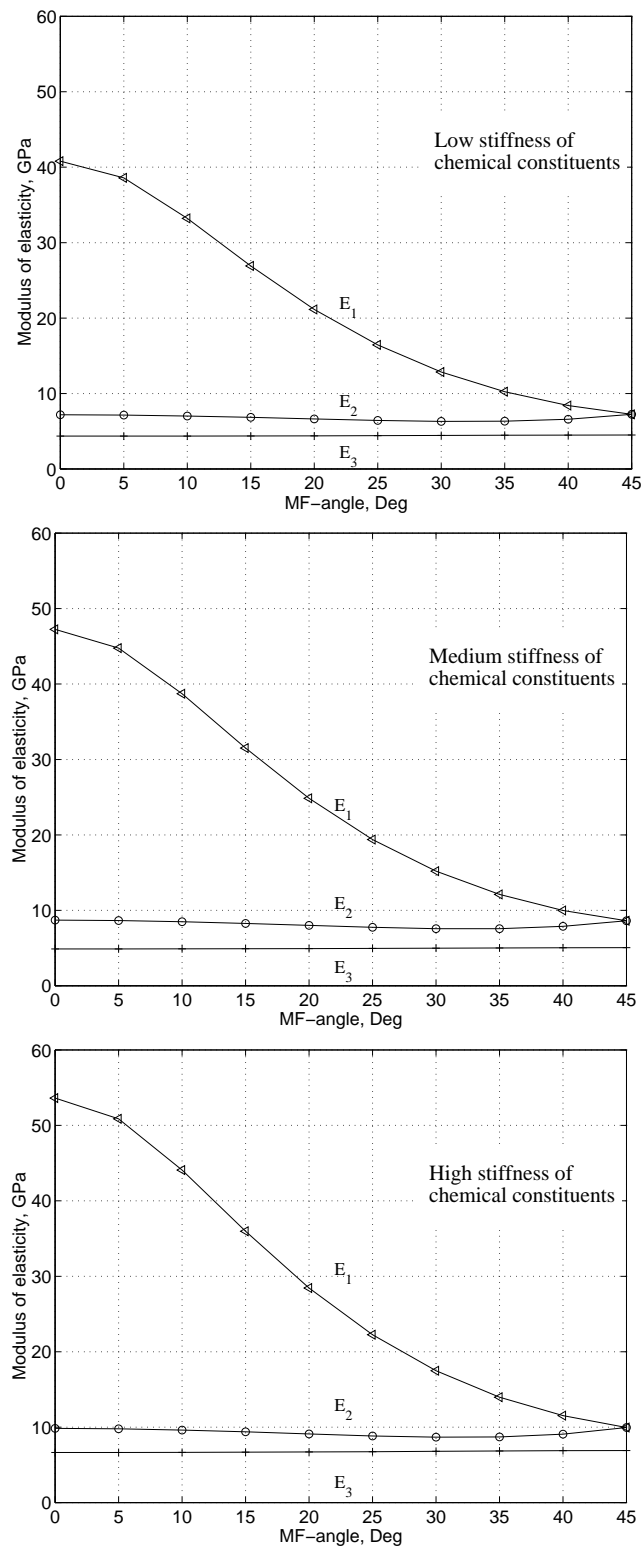 60
50
40
30
20
10
0
Modulus of elasticity, GPa
Low stiffness of
chemical constituents
E1
E2
E3
0 5 10 15 20 25 30 35 40 45
MF−angle, Deg
60
50
40
30
20
10
0
Modulus of elasticity, GPa
Medium stiffness of
chemical constituents
E1
E2
E3
0 5 10 15 20 25 30 35 40 45
MF−angle, Deg
60
50
40
30
20
10
0
Modulus of elasticity, GPa
High stiffness of
chemical constituents
E1
E2
E3
0 5 10 15 20 25 30 35 40 45
MF−angle, Deg